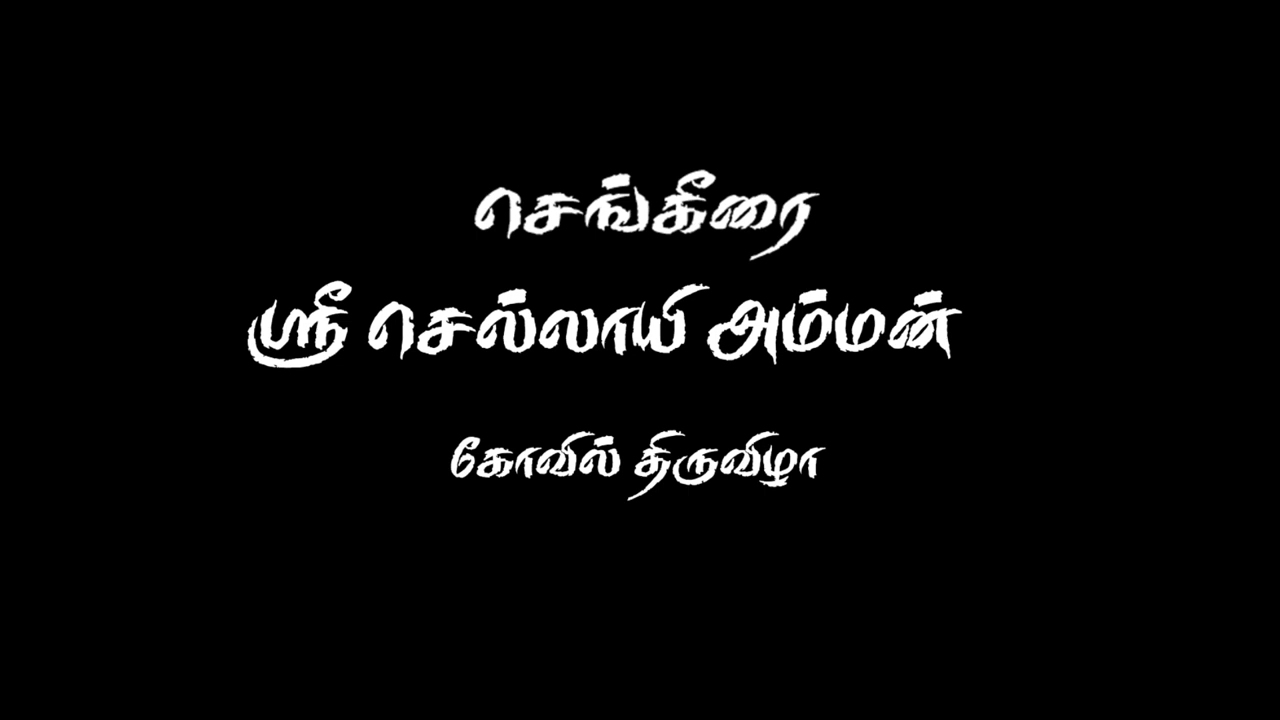 செங்கீரை
ஸ்ரீ செல்லாயி அம்மன்
கோவில் திருவிழா